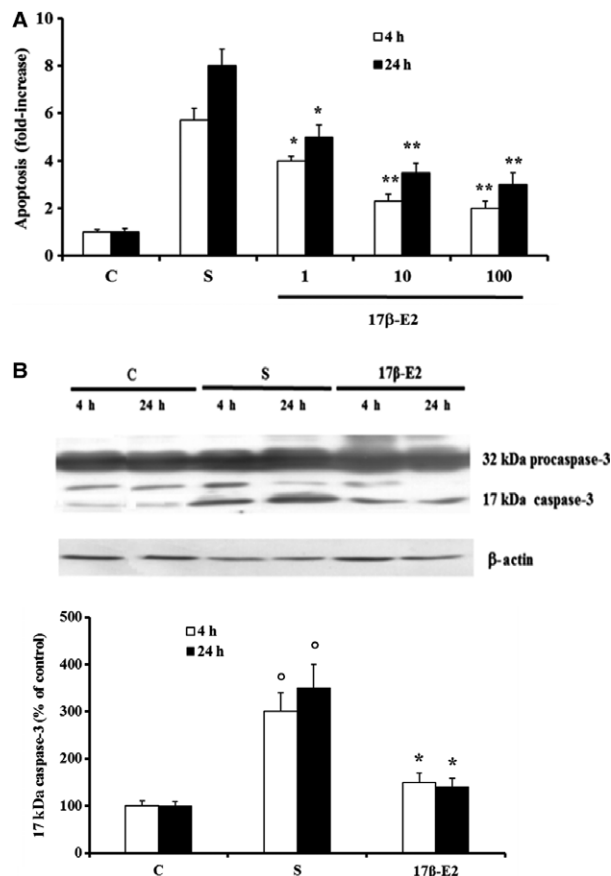 A
10
8
6
4
2
0
Apoptosis (fold-increase)
4 h
24 h
* *
** **
** **
C S 1 10 100
17β-E2
B
C S 17β-E2
4 h 24 h 4 h 24 h 4 h 24 h
32 kDa procaspase-3
17 kDa caspase-3
β-actin
500
400
300
200
100
0
17 kDa caspase-3 (% of control)
4 h
24 h
° °
* *
C S 17β-E2